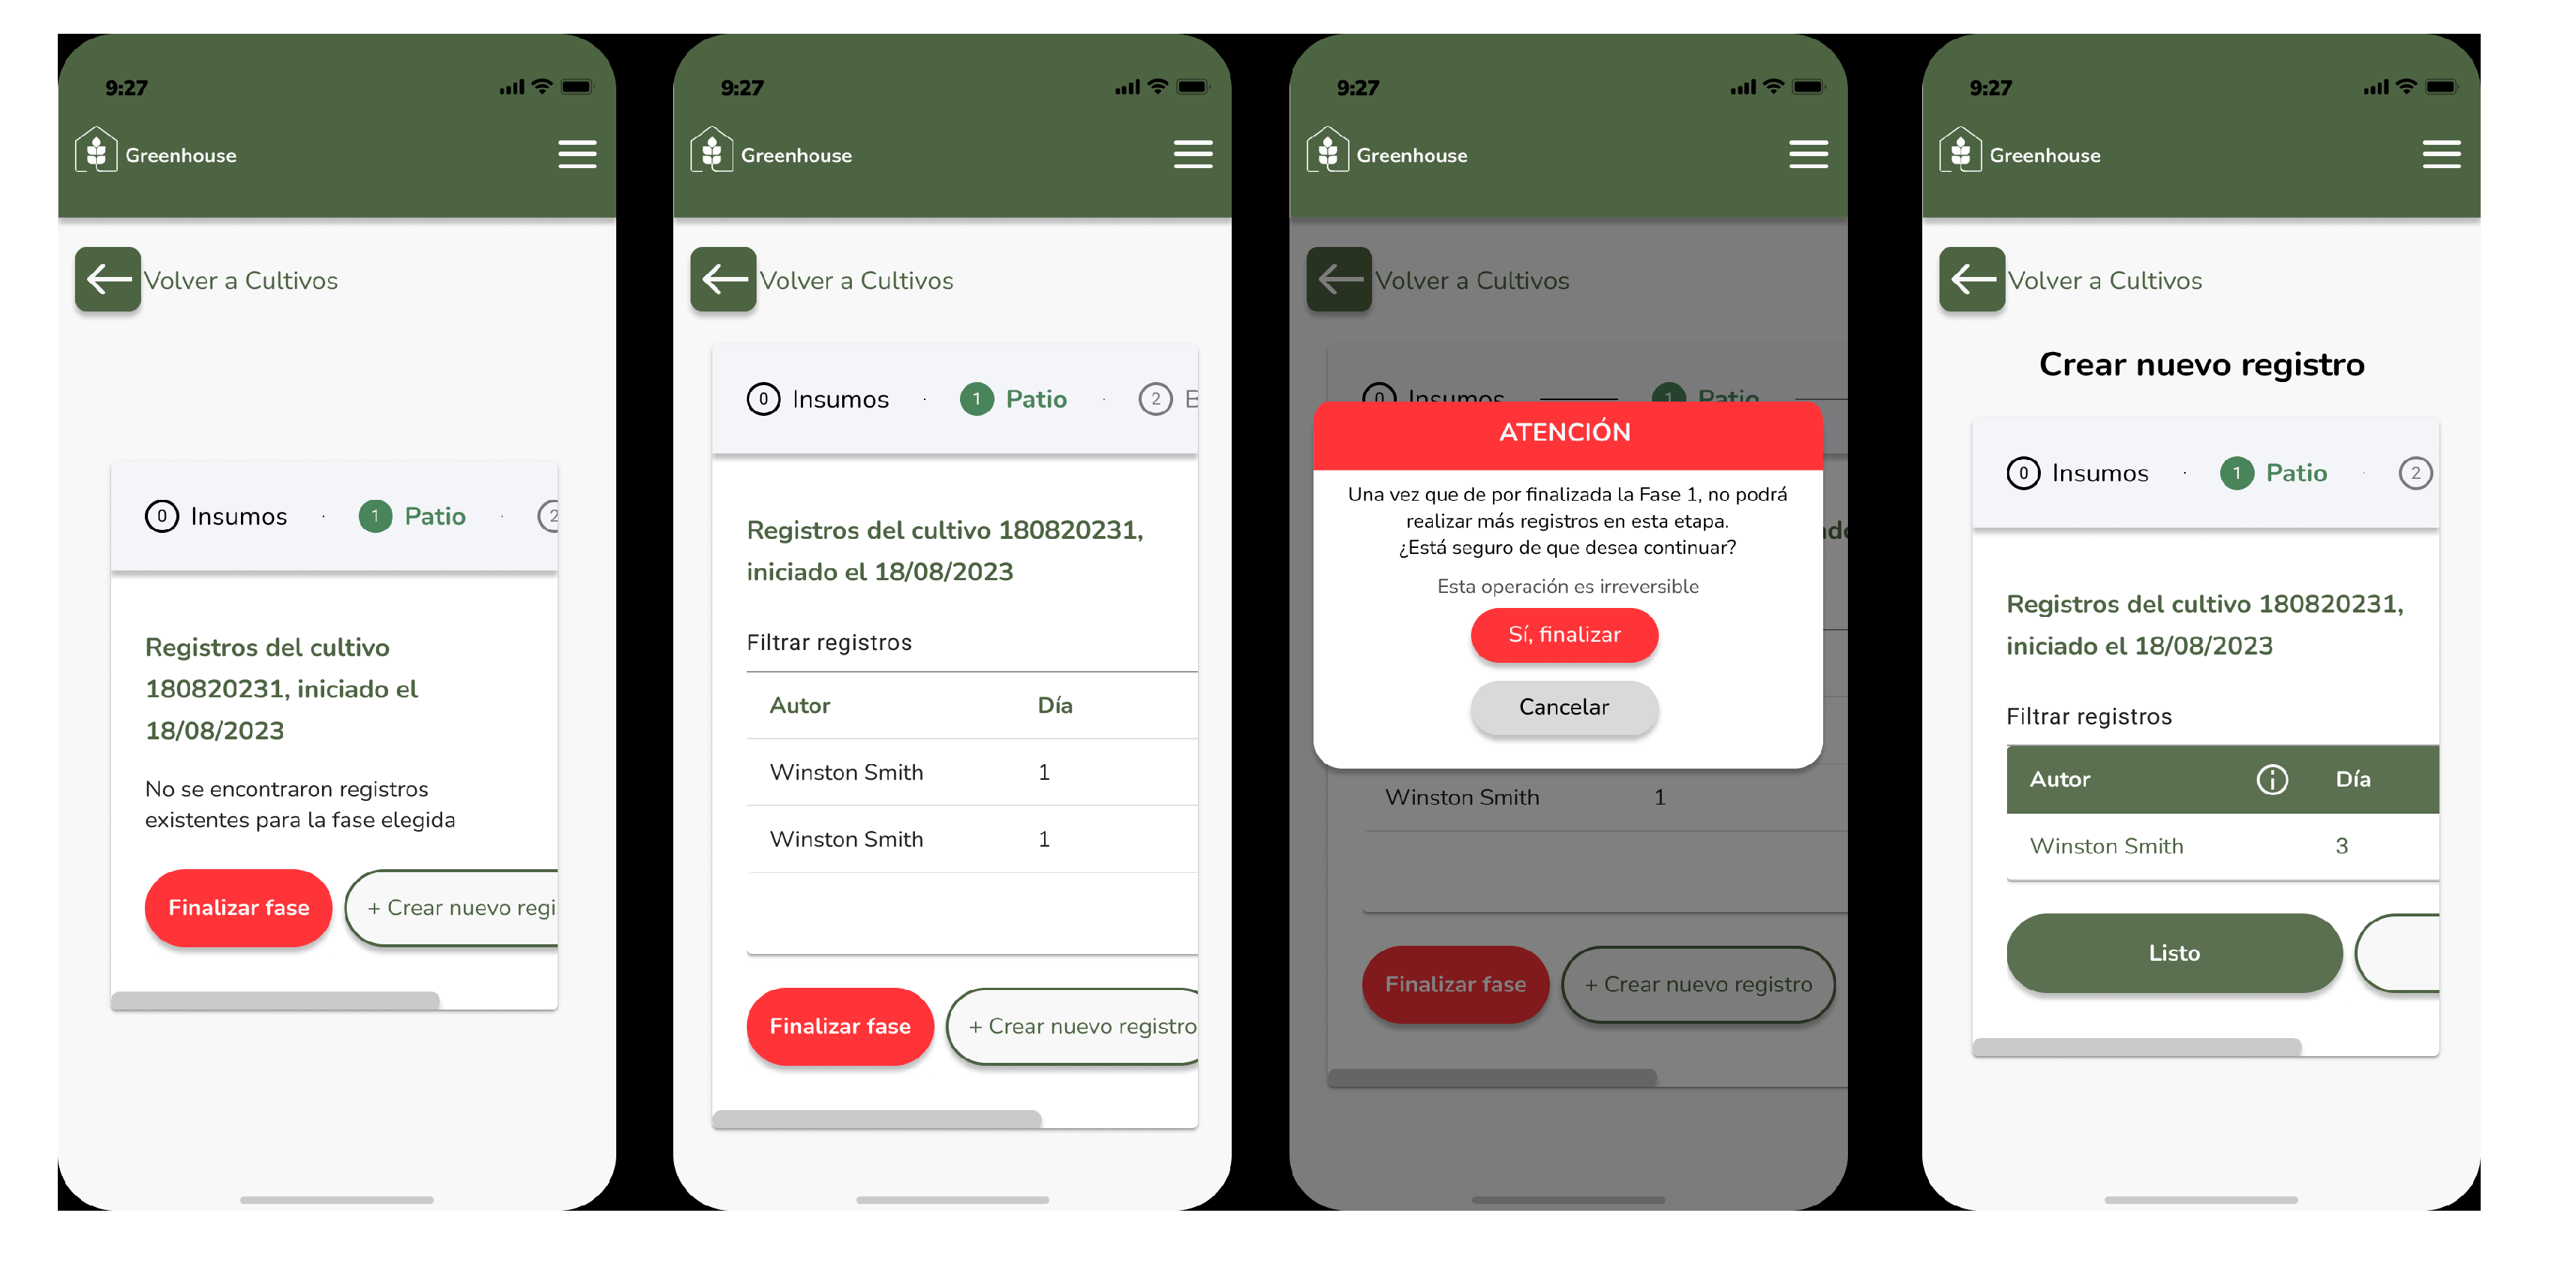 9:27
Greenhouse
Volver a Cultivos
0 Insumos · 1 Patio · 2
Registros del cultivo
180820231, iniciado el
18/08/2023
No se encontraron registros
existentes para la fase elegida
Finalizar fase + Crear nuevo regi
9:27
Greenhouse
Volver a Cultivos
0 Insumos · 1 Patio · 2 B
Registros del cultivo 180820231,
iniciado el 18/08/2023
Filtrar registros
Autor Día
Winston Smith 1
Winston Smith 1
Finalizar fase + Crear nuevo registro
9:27
Greenhouse
Volver a Cultivos
0 Insumos 1 Patio
ATENCIÓN
Una vez que de por finalizada la Fase 1, no podrá
realizar más registros en esta etapa.
¿Está seguro de que desea continuar?
Esta operación es irreversible
Sí, finalizar
Cancelar
Winston Smith 1
Finalizar fase + Crear nuevo registro
9:27
Greenhouse
Volver a Cultivos
Crear nuevo registro
0 Insumos · 1 Patio · 2
Registros del cultivo 180820231,
iniciado el 18/08/2023
Filtrar registros
Autor Día
Winston Smith 3
Listo